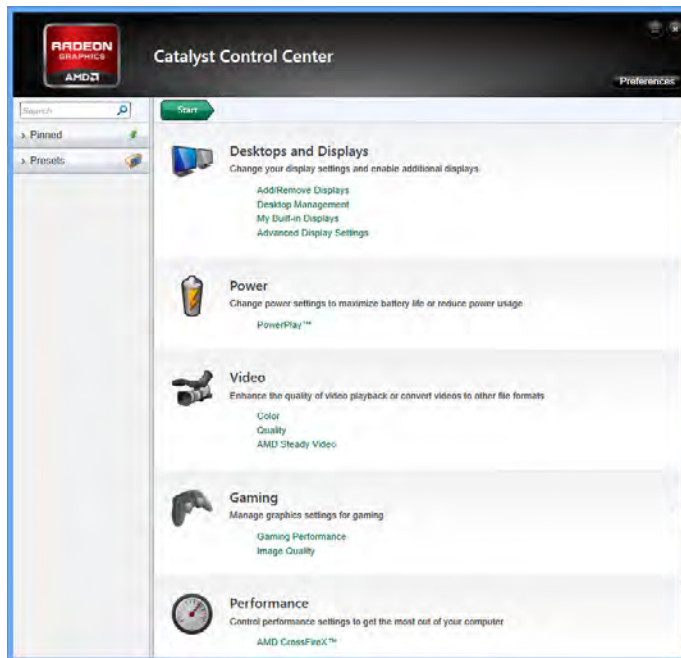 RADEON
GRAPHICS
AMD
Catalyst Control Center
Preferences
Search
Start
Pinned
Presets
Desktops and Displays
Change your display settings and enable additional displays
Add/Remove Displays
Desktop Management
My Built-in Displays
Advanced Display Settings
Power
Change power settings to maximize battery life or reduce power usage
PowerPlay™
Video
Enhance the quality of video playback or convert videos to other file formats
Color
Quality
AMD Steady Video
Gaming
Manage graphics settings for gaming
Gaming Performance
Image Quality
Performance
Control performance settings to get the most out of your computer
AMD CrossFireX™